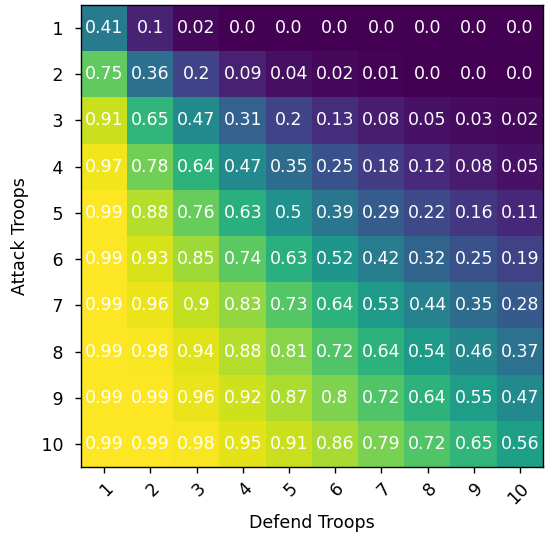 1 0.41 0.1 0.02 0.0 0.0 0.0 0.0 0.0 0.0 0.0
2 0.75 0.36 0.2 0.09 0.04 0.02 0.01 0.0 0.0 0.0
3 0.91 0.65 0.47 0.31 0.2 0.13 0.08 0.05 0.03 0.02
4 0.97 0.78 0.64 0.47 0.35 0.25 0.18 0.12 0.08 0.05
5 0.99 0.88 0.76 0.63 0.5 0.39 0.29 0.22 0.16 0.11
6 0.99 0.93 0.85 0.74 0.63 0.52 0.42 0.32 0.25 0.19
7 0.99 0.96 0.9 0.83 0.73 0.64 0.53 0.44 0.35 0.28
8 0.99 0.98 0.94 0.88 0.81 0.72 0.64 0.54 0.46 0.37
9 0.99 0.99 0.96 0.92 0.87 0.8 0.72 0.64 0.55 0.47
10 0.99 0.99 0.98 0.95 0.91 0.86 0.79 0.72 0.65 0.56
1 2 3 4 5 6 7 8 9 10
Attack Troops
Defend Troops